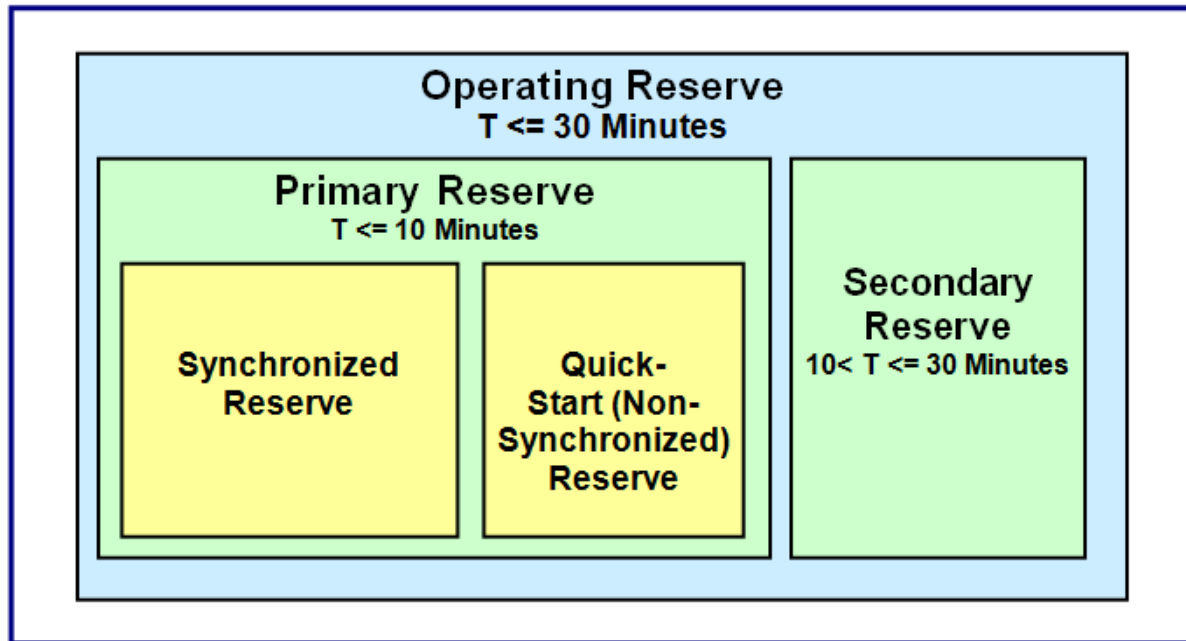 Operating Reserve
T <= 30 Minutes
Primary Reserve
T <= 10 Minutes
Synchronized
Reserve
Quick-
Start (Non-
Synchronized)
Reserve
Secondary
Reserve
10< T <= 30 Minutes